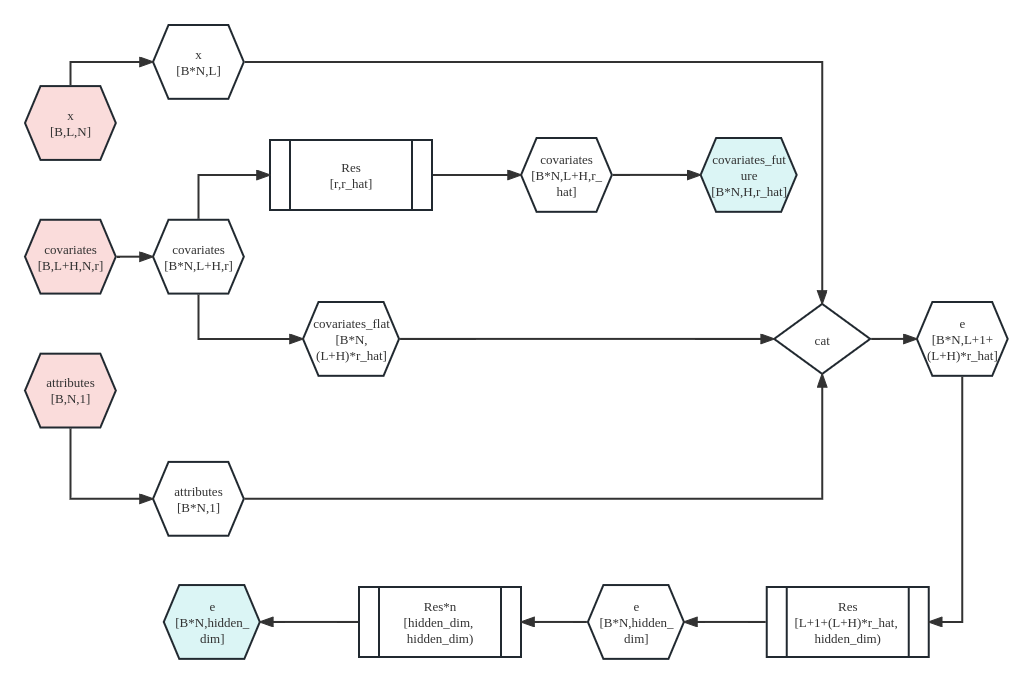 x
[B*N,L]
x
[B,L,N]
Res
[r,r_hat]
covariates
[B*N,L+H,r_
hat]
covariates_fut
ure
[B*N,H,r_hat]
covariates
[B,L+H,N,r]
covariates
[B*N,L+H,r]
covariates_flat
[B*N,
(L+H)*r_hat]
cat
e
[B*N,L+1+
(L+H)*r_hat]
attributes
[B,N,1]
attributes
[B*N,1]
e
[B*N,hidden_
dim]
Res*n
[hidden_dim,
hidden_dim)
e
[B*N,hidden_
dim]
Res
[L+1+(L+H)*r_hat,
hidden_dim)